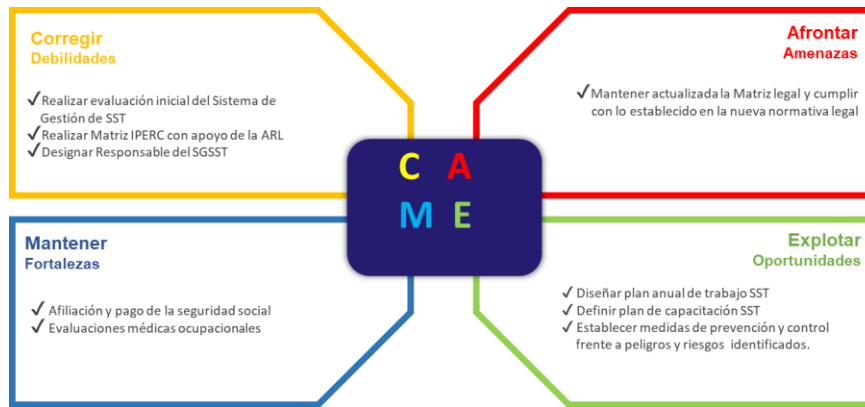 Corregir
Debilidades
✓Realizar evaluación inicial del Sistema de
Gestión de SST
✓Realizar Matriz IPERC con apoyo de la ARL
✓Designar Responsable del SGSST
Afrontar
Amenazas
✓Mantener actualizada la Matriz legal y cumplir
con lo establecido en la nueva normativa legal
C A
M E
Mantener
Fortalezas
✓ Afiliación y pago de la seguridad social
✓ Evaluaciones médicas ocupacionales
Explotar
Oportunidades
✓ Diseñar plan anual de trabajo SST
✓ Definir plan de capacitación SST
✓ Establecer medidas de prevención y control
frente a peligros y riesgos identificados.